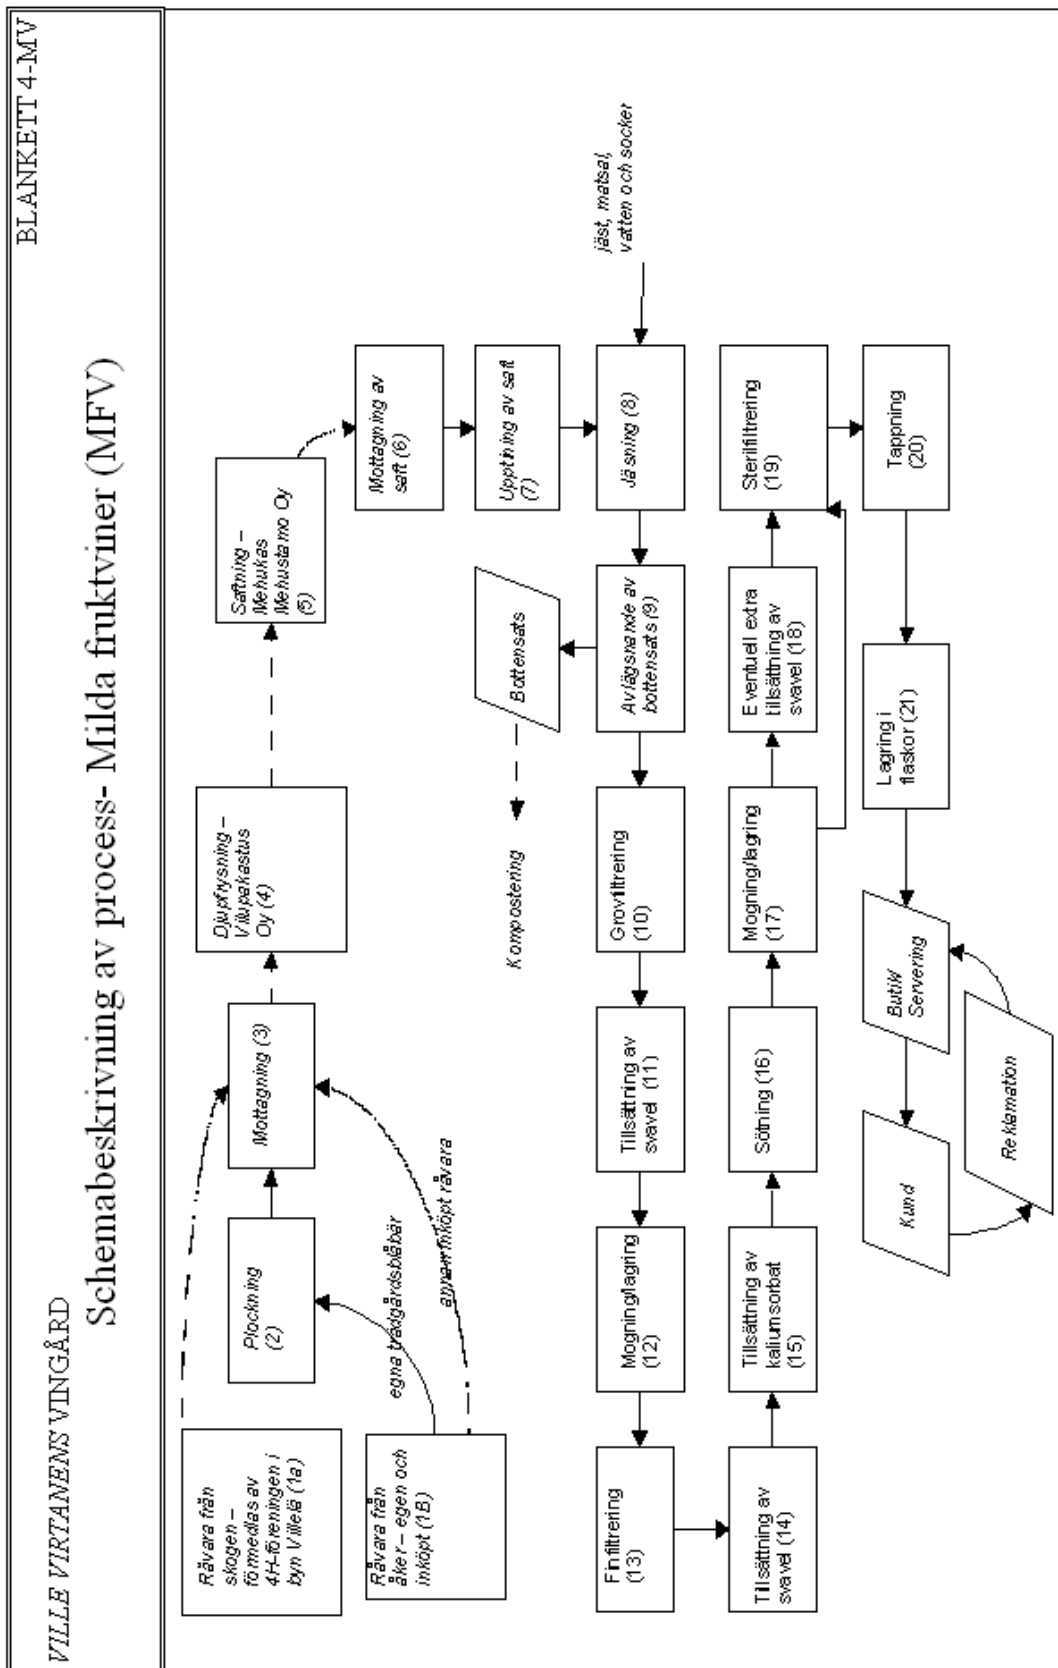 VILLE VIRTANENS VINGÅRD
BLANKETT 4-MV
Schemabeskrivning av process- Milda fruktviner (MFV)
Råvara från
skogen –
förmedlas av
4H-föreningen i
byn Villelä (1a)
Råvara från
åker – egen och
inköpt (1B)
egna trädgårdsblåbär
annan inköpt råvara
Plockning
(2)
Mottagning (3)
Djupfrysning –
Vilupakastus
Oy (4)
Saftning –
Mehukas
Mehustamo Oy
(5)
Mottagning av
saft (6)
Upptining av saft
(7)
jäst, matsal,
vatten och socker
Jäsning (8)
Avlägsnande av
bottensats (9)
Bottensats
Kompostering
Grovfiltrering
(10)
Tillsättning av
svavel (11)
Mogning/lagring
(12)
Finfiltrering
(13)
Tillsättning av
svavel (14)
Tillsättning av
kaliumsorbat
(15)
Sötning (16)
Mogning/lagring
(17)
Eventuell extra
tillsättning av
svavel (18)
Sterilfiltrering
(19)
Tappning
(20)
Lagring i
flaskor (21)
Butik/
Servering
Kund
Reklamation